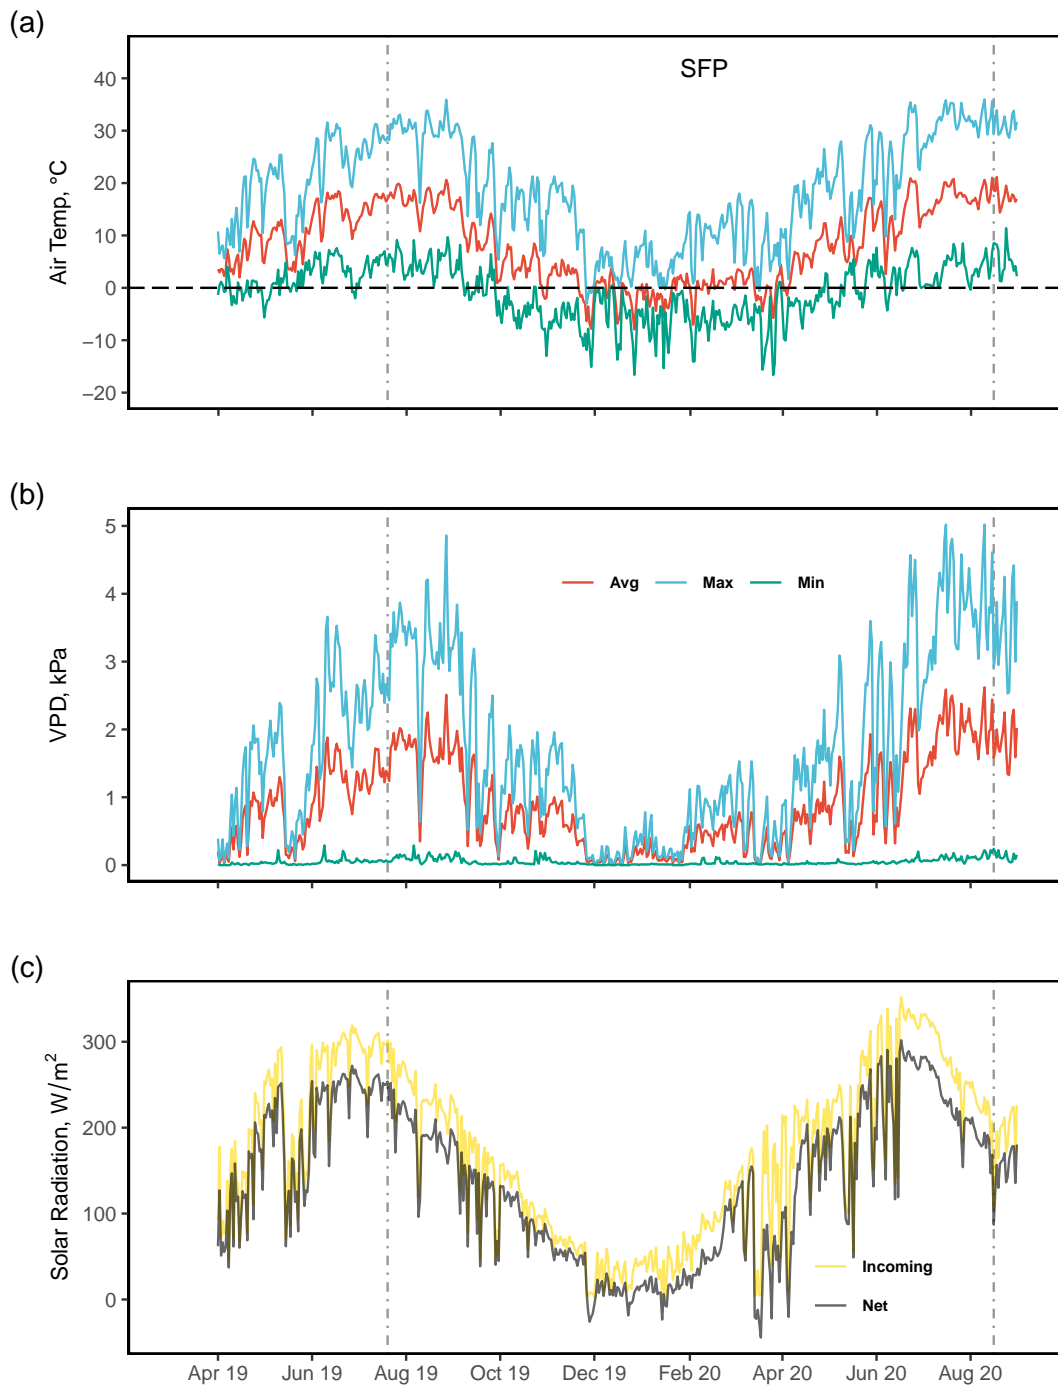 (a)
SFP
Air Temp, °C
40
30
20
10
0
−10
−20
(b)
VPD, kPa
5
4
3
2
1
0
Avg Max Min
(c)
Solar Radiation, W/m²
300
200
100
0
Incoming
Net
Apr 19 Jun 19 Aug 19 Oct 19 Dec 19 Feb 20 Apr 20 Jun 20 Aug 20